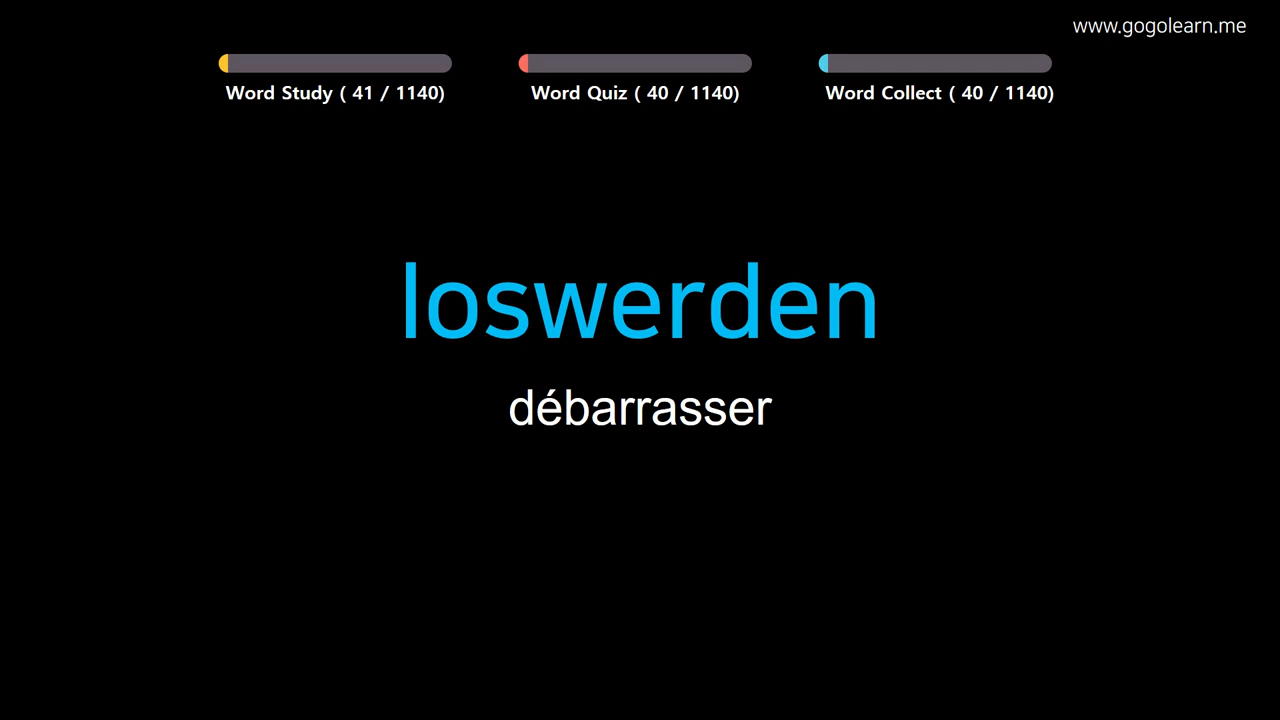 www.gogolearn.me
Word Study ( 41 / 1140)
Word Quiz ( 40 / 1140)
Word Collect ( 40 / 1140)
loswerden
débarrasser